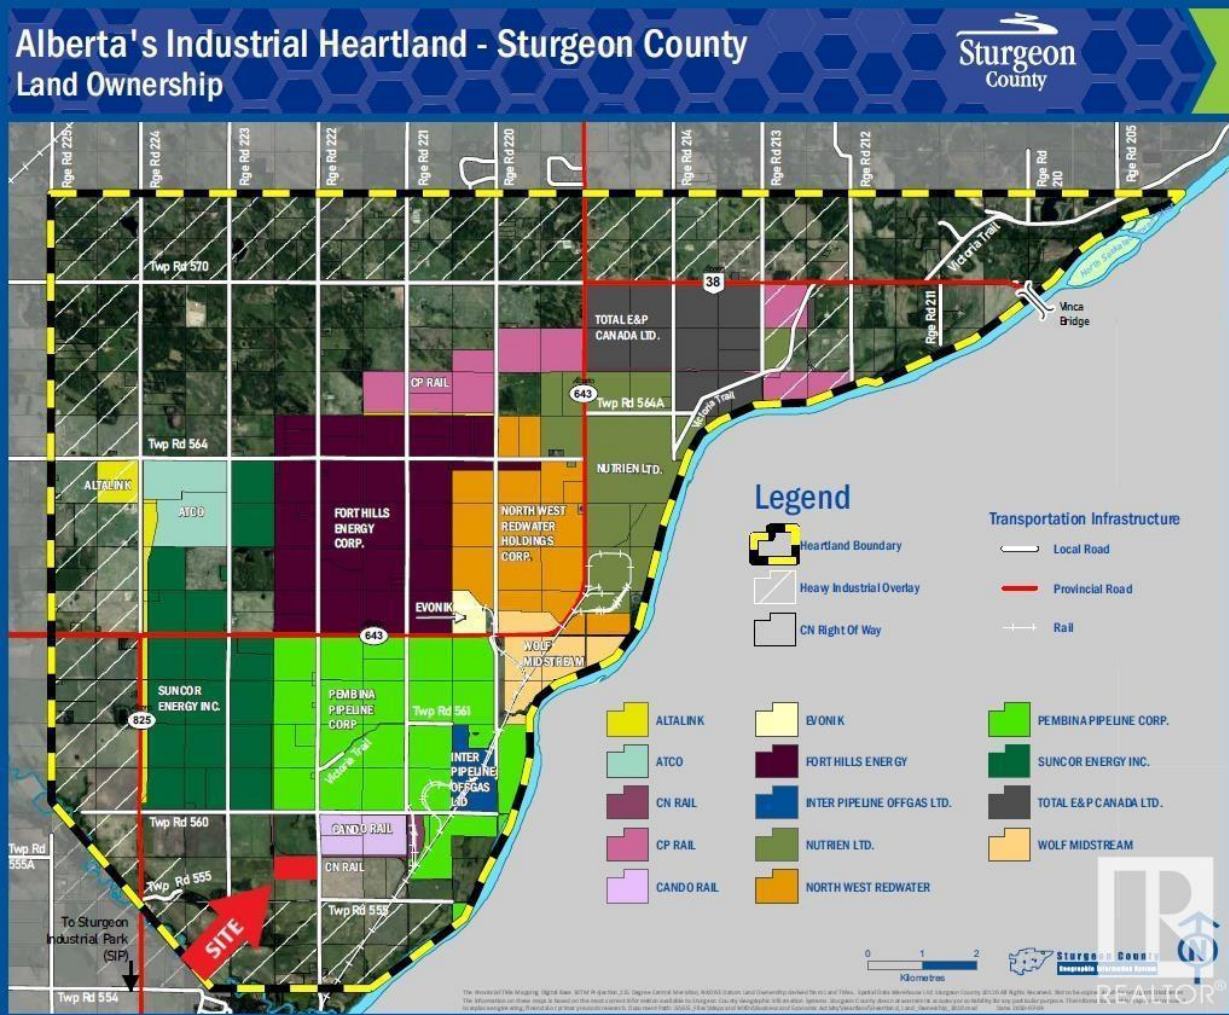 Alberta's Industrial Heartland - Sturgeon County
Land Ownership
Sturgeon
County
Rge Rd 225
Rge Rd 224
Rge Rd 223
Rge Rd 222
Rge Rd 221
Rge Rd 220
Rge Rd 214
Rge Rd 213
Rge Rd 212
Rge Rd
210
Rge Rd 205
Twp Rd 570
38
Victoria Trail
North Saskatchewan
Rge Rd 211
Vinca
Bridge
TOTAL E&P
CANADA LTD.
CP RAIL
643
Twp Rd 564A
Victoria Trail
Twp Rd 564
ALTALINK
ATCO
NUTRIEN LTD.
FORT HILLS
ENERGY
CORP.
NORTH WEST
REDWATER
HOLDINGS
CORP.
EVONIK
643
WOLF
MIDSTREAM
SUNCOR
ENERGY INC.
PEMBINA
PIPELINE
CORP
825
Twp Rd 561
Victoria Trail
INTER
PIPELINE
OFFGAS
LTD
Twp Rd 560
CANDO RAIL
CN RAIL
Twp Rd
555A
Twp Rd 555
Twp Rd 555
SITE
To Sturgeon
Industrial Park
(SIP)
Twp Rd 554
Legend
Heartland Boundary
Heavy Industrial Overlay
CN Right Of Way
Transportation Infrastructure
Local Road
Provincial Road
Rail
ALTALINK
ATCO
CN RAIL
CP RAIL
CANDO RAIL
EVONIK
FORT HILLS ENERGY
INTER PIPELINE OFFGAS LTD.
NUTRIEN LTD.
NORTH WEST REDWATER
PEMBINA PIPELINE CORP.
SUNCOR ENERGY INC.
TOTAL E&P CANADA LTD.
WOLF MIDSTREAM
0 1 2
Kilometres
Sturgeon County
Geographic Information System
N
R
REALTOR®